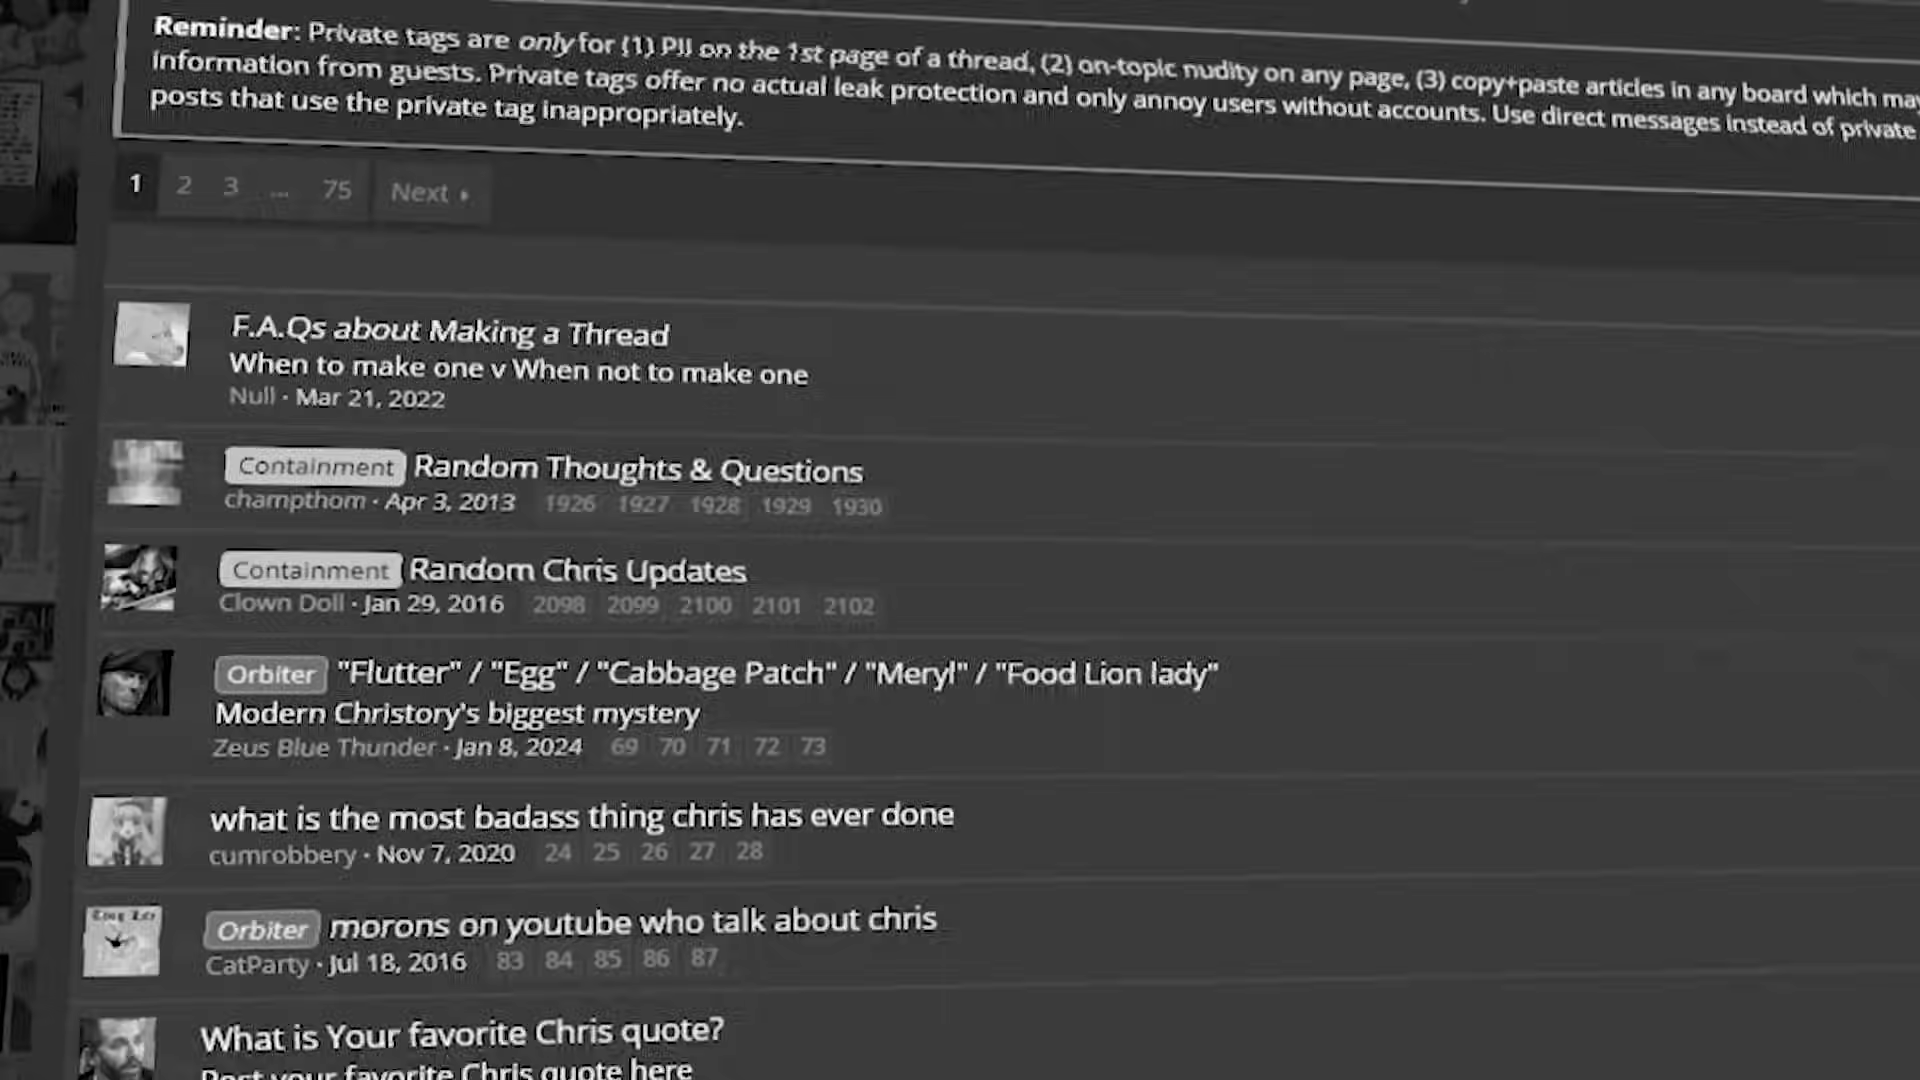 Reminder: Private tags are only for (1) PII on the 1st page of a thread, (2) on-topic nudity on any page, (3) copy+paste articles in any board which may
information from guests. Private tags offer no actual leak protection and only annoy users without accounts. Use direct messages instead of private
posts that use the private tag inappropriately.
1 2 3 ... 75 Next
F.A.Qs about Making a Thread
When to make one v When not to make one
Null · Mar 21, 2022
Containment Random Thoughts & Questions
champthom · Apr 3, 2013 1926 1927 1928 1929 1930
Containment Random Chris Updates
Clown Doll · Jan 29, 2016 2098 2099 2100 2101 2102
Orbiter "Flutter" / "Egg" / "Cabbage Patch" / "Meryl" / "Food Lion lady"
Modern Christory's biggest mystery
Zeus Blue Thunder · Jan 8, 2024 69 70 71 72 73
what is the most badass thing chris has ever done
cumrobbery · Nov 7, 2020 24 25 26 27 28
Orbiter morons on youtube who talk about chris
CatParty · Jul 18, 2016 83 84 85 86 87
What is Your favorite Chris quote?
Post your favorite Chris quote here